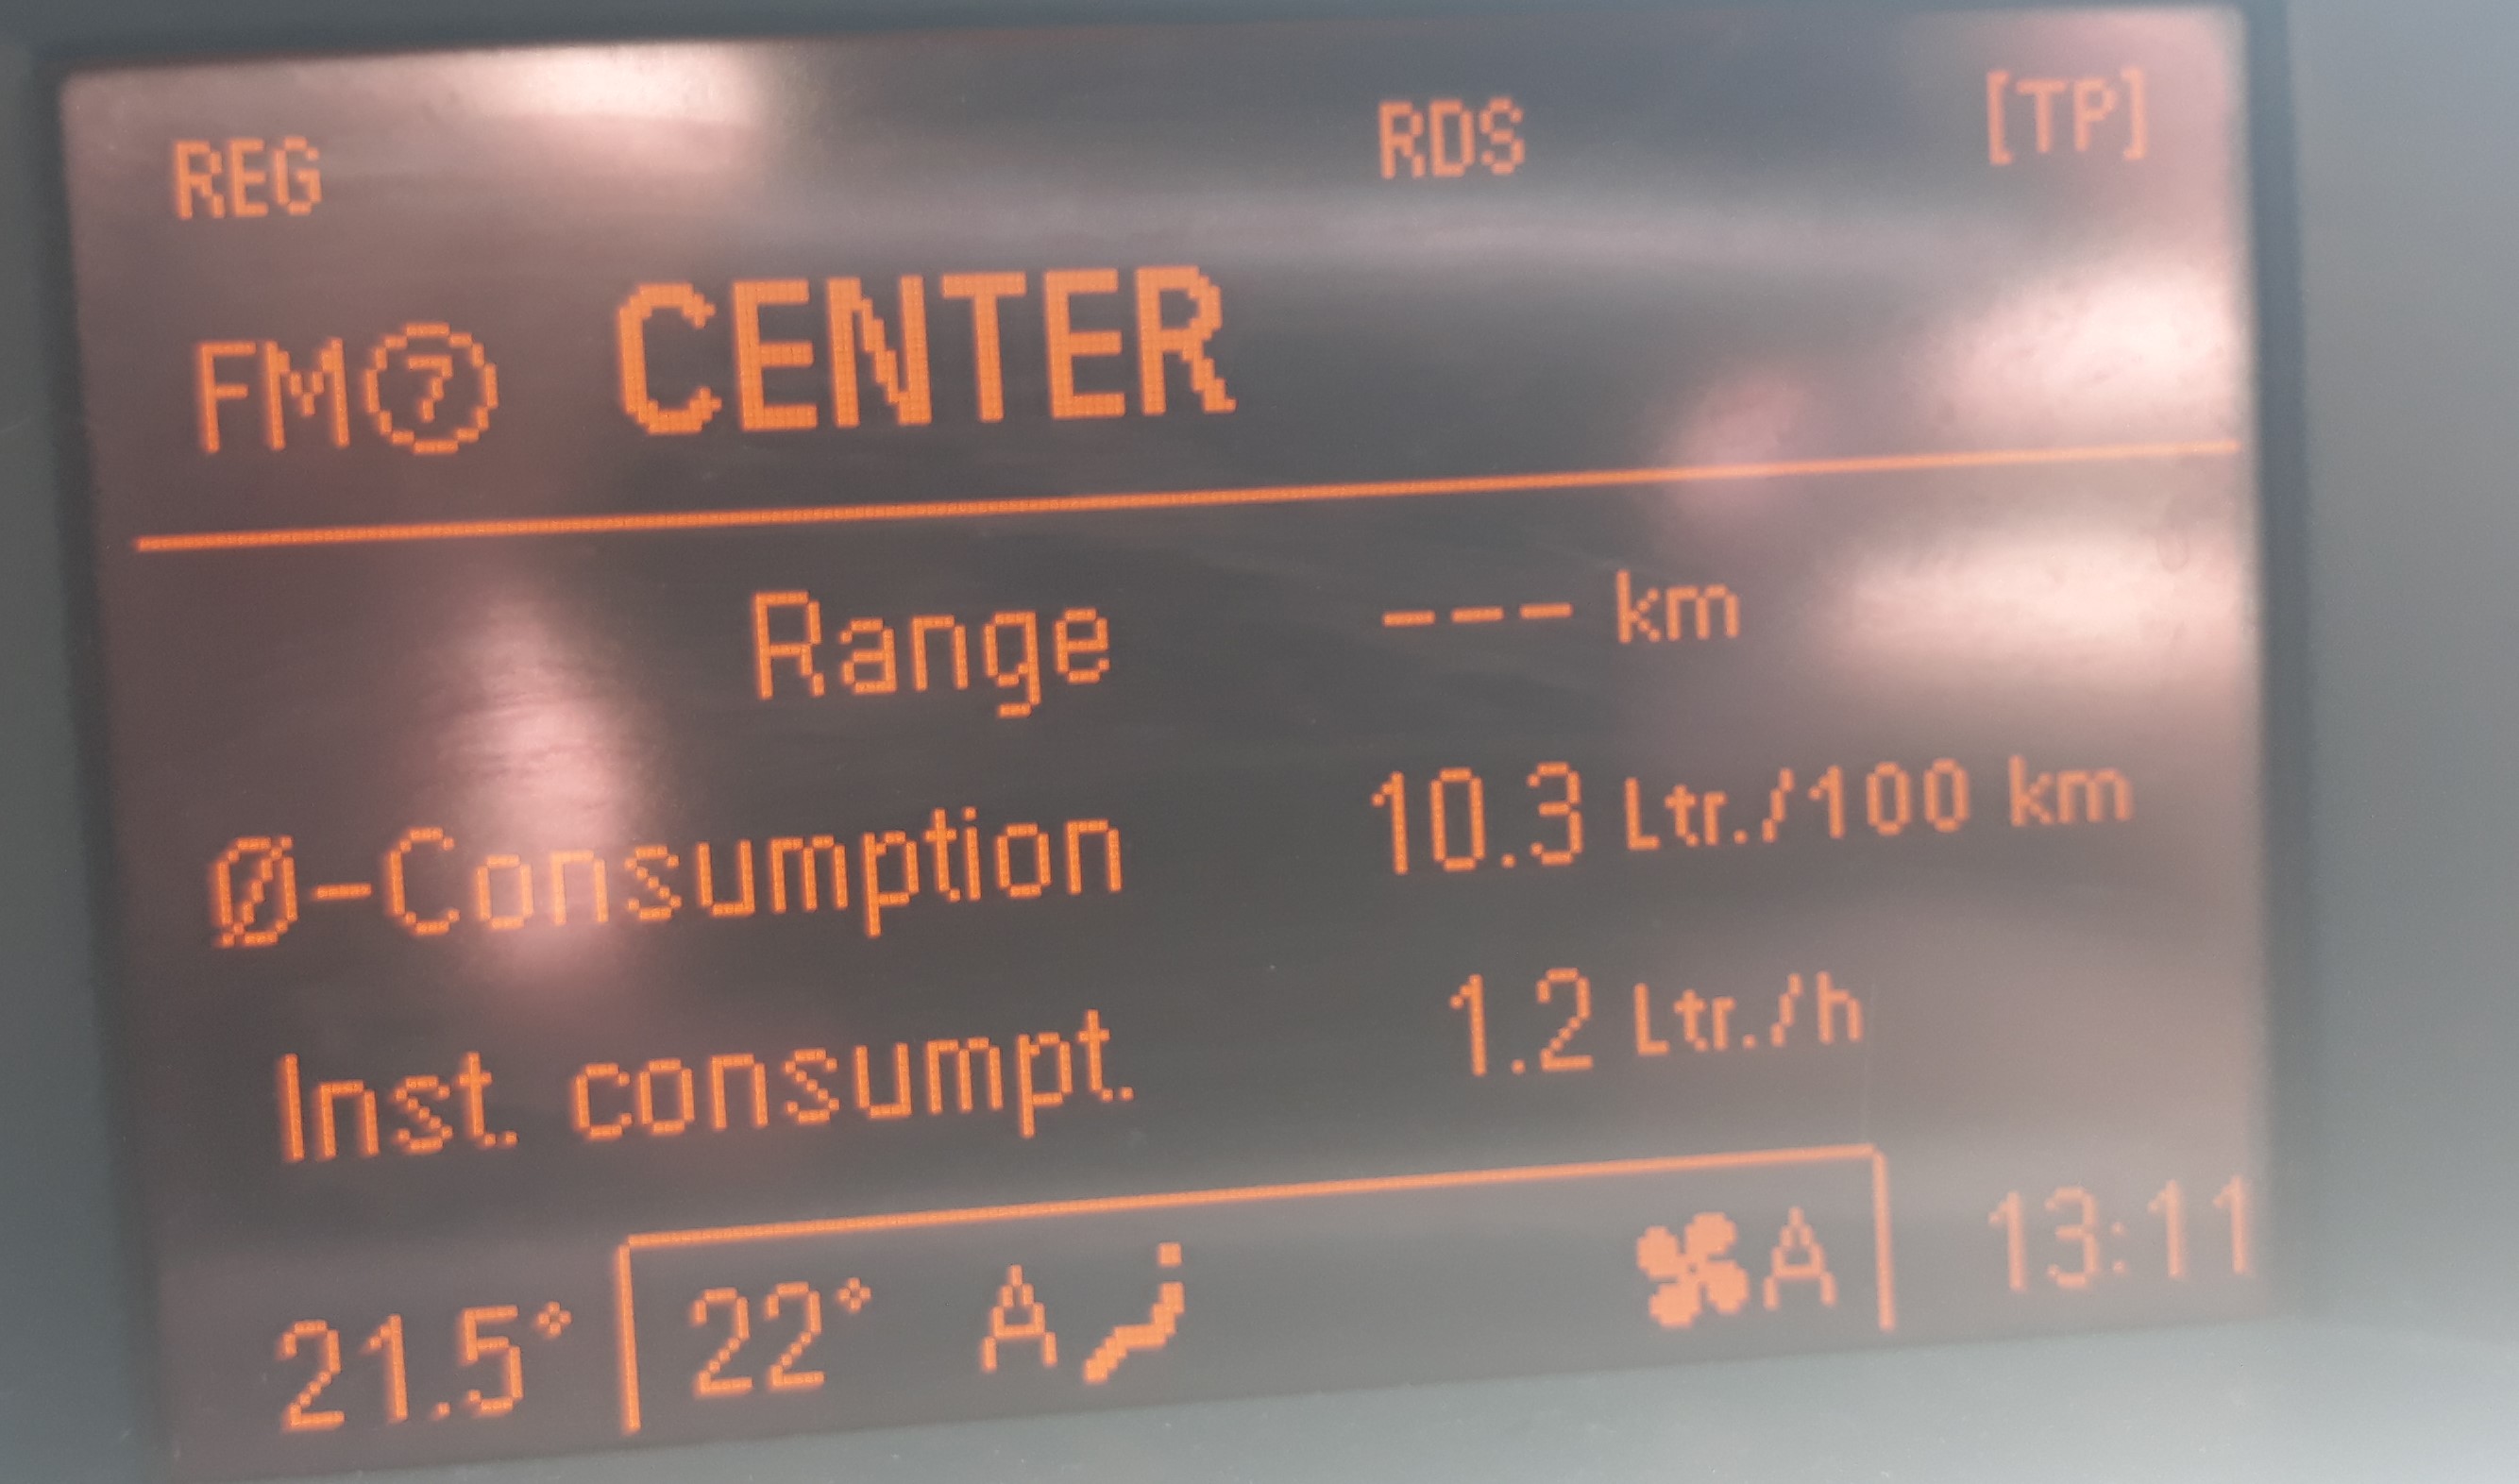 REG RDS [TP]
FM⑦ CENTER
Range --- km
Ø-Consumption 10.3 Ltr./100 km
Inst. consumpt. 1.2 Ltr./h
21.5° 22° A A 13:11